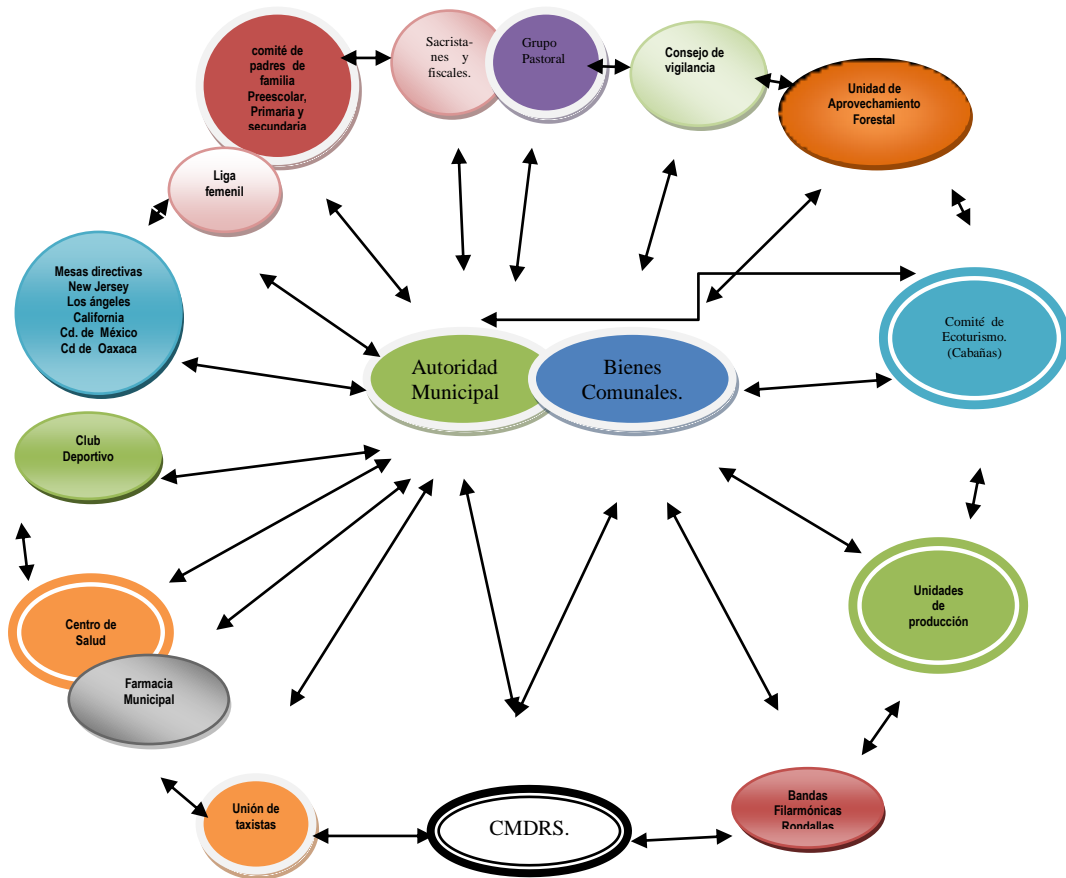 comité de
padres de
familia
Preescolar,
Primaria y
secundaria
Sacrista-
nes y
fiscales.
Grupo
Pastoral
Consejo de
vigilancia
Unidad de
Aprovechamiento
Forestal
Liga
femenil
Mesas directivas
New Jersey
Los ángeles
California
Cd. de México
Cd de Oaxaca
Autoridad
Municipal
Bienes
Comunales.
Comité de
Ecoturismo.
(Cabañas)
Club
Deportivo
Centro de
Salud
Farmacia
Municipal
Unidades
de
producción
Unión de
taxistas
CMDRS.
Bandas
Filarmónicas
Rondallas